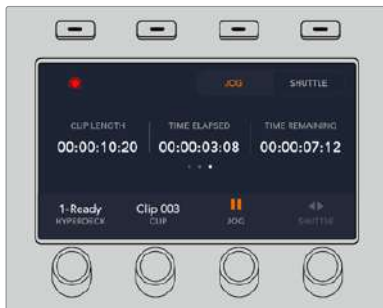 JOG SHUTTLE
CLIP LENGTH TIME ELAPSED TIME REMAINING
00:00:10:20 00:00:03:08 00:00:07:12
1-Ready Clip 003
HYPERDECK CLIP JOG SHUTTLE